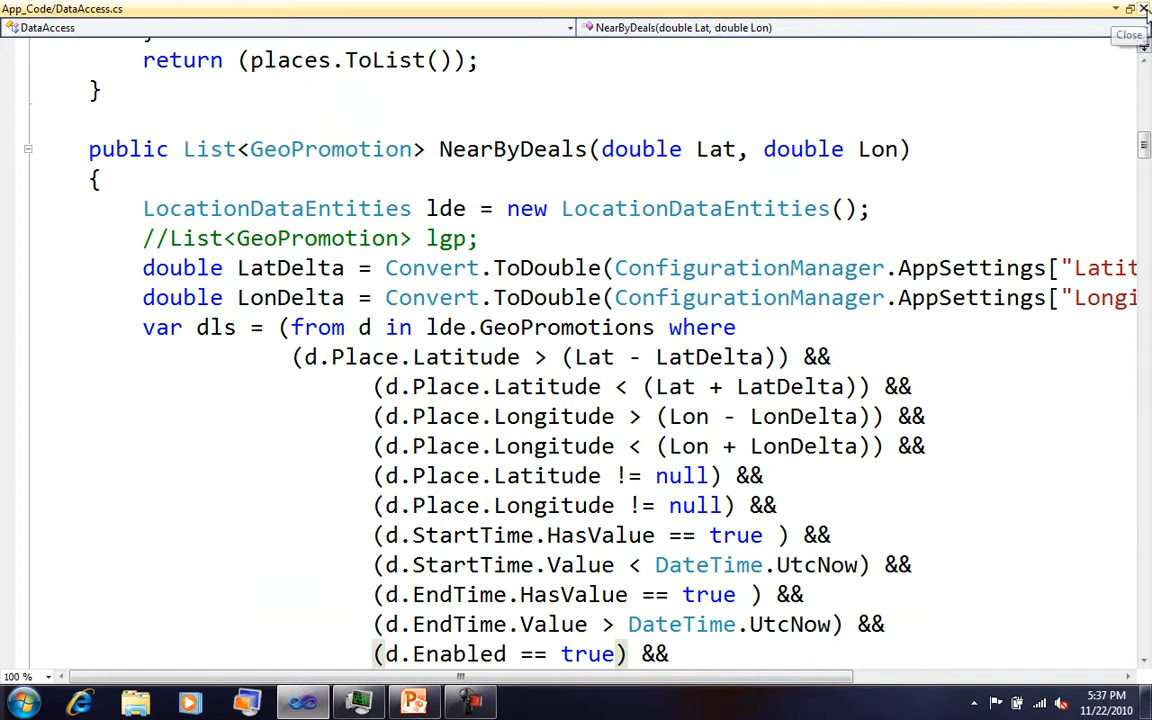 App_Code/DataAccess.cs
DataAccess
NearByDeals(double Lat, double Lon)
Close
return (places.ToList());
}
public List<GeoPromotion> NearByDeals(double Lat, double Lon)
{
LocationDataEntities lde = new LocationDataEntities();
//List<GeoPromotion> lgp;
double LatDelta = Convert.ToDouble(ConfigurationManager.AppSettings["Latit
double LonDelta = Convert.ToDouble(ConfigurationManager.AppSettings["Longi
var dls = (from d in lde.GeoPromotions where
(d.Place.Latitude > (Lat - LatDelta)) &&
(d.Place.Latitude < (Lat + LatDelta)) &&
(d.Place.Longitude > (Lon - LonDelta)) &&
(d.Place.Longitude < (Lon + LonDelta)) &&
(d.Place.Latitude != null) &&
(d.Place.Longitude != null) &&
(d.StartTime.HasValue == true ) &&
(d.StartTime.Value < DateTime.UtcNow) &&
(d.EndTime.HasValue == true ) &&
(d.EndTime.Value > DateTime.UtcNow) &&
(d.Enabled == true) &&
100 %
5:37 PM
11/22/2010